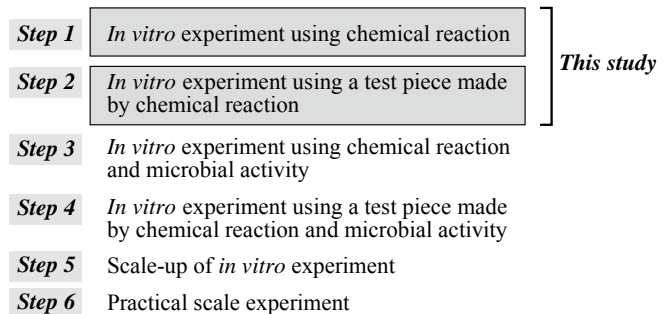 Step 1 In vitro experiment using chemical reaction
This study
Step 2 In vitro experiment using a test piece made
by chemical reaction
Step 3 In vitro experiment using chemical reaction
and microbial activity
Step 4 In vitro experiment using a test piece made
by chemical reaction and microbial activity
Step 5 Scale-up of in vitro experiment
Step 6 Practical scale experiment